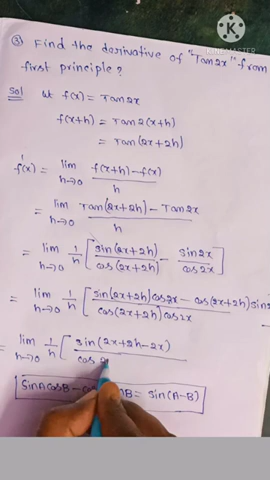 ③ Find the derivative of "Tan2x" from
first principle?
Sol let f(x) = Tan2x
f(x+h) = Tan2(x+h)
= Tan(2x+2h)
f'(x) = lim h→0 f(x+h)-f(x) / h
= lim h→0 Tan(2x+2h) - Tan2x / h
= lim h→0 1/h [ sin(2x+2h) / cos(2x+2h) - sin2x / cos2x ]
= lim h→0 1/h [ sin(2x+2h)cos2x - cos(2x+2h)sin2x / cos(2x+2h)cos2x
= lim h→0 1/h [ sin(2x+2h-2x) / cos
SinACosB - B = sin(A-B)
KINEMASTER